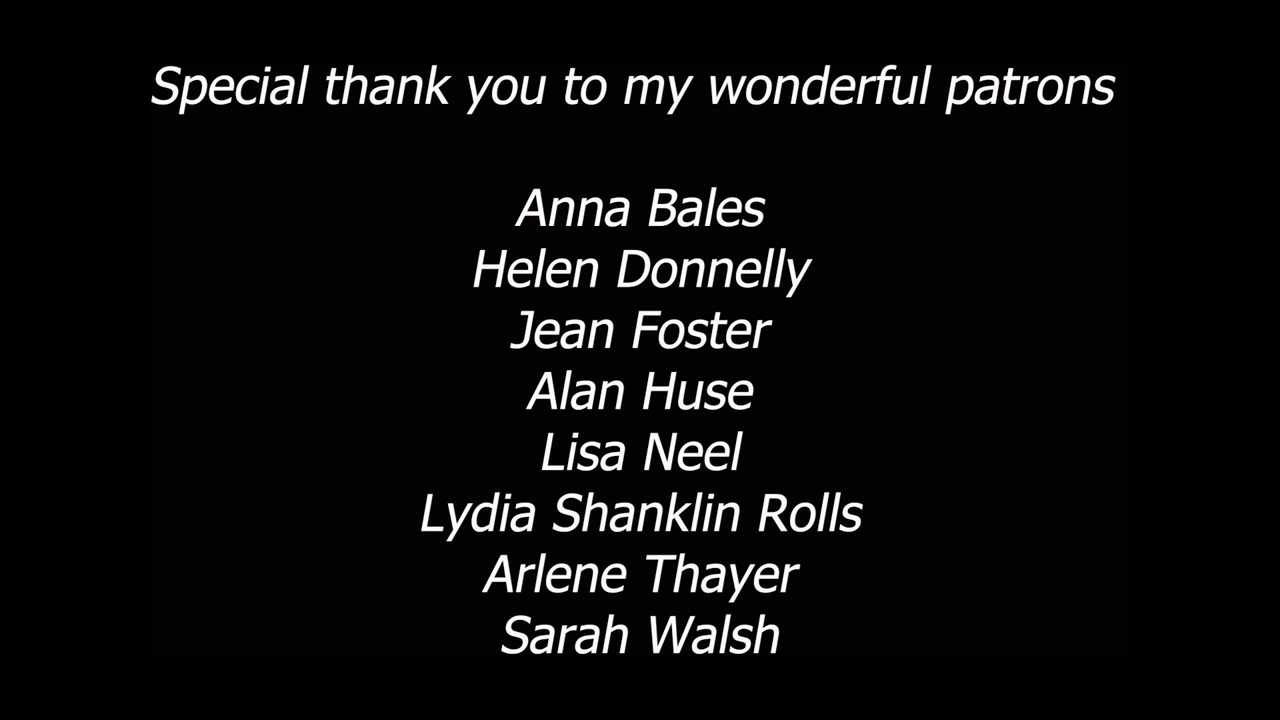 Special thank you to my wonderful patrons
Anna Bales
Helen Donnelly
Jean Foster
Alan Huse
Lisa Neel
Lydia Shanklin Rolls
Arlene Thayer
Sarah Walsh